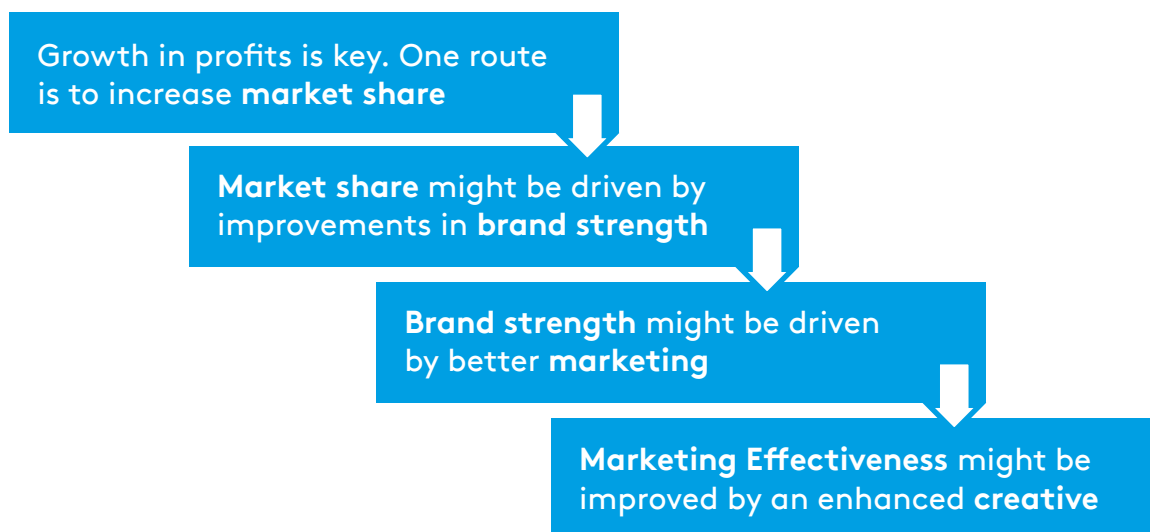 Growth in profits is key. One route
is to increase market share
Market share might be driven by
improvements in brand strength
Brand strength might be driven
by better marketing
Marketing Effectiveness might be
improved by an enhanced creative